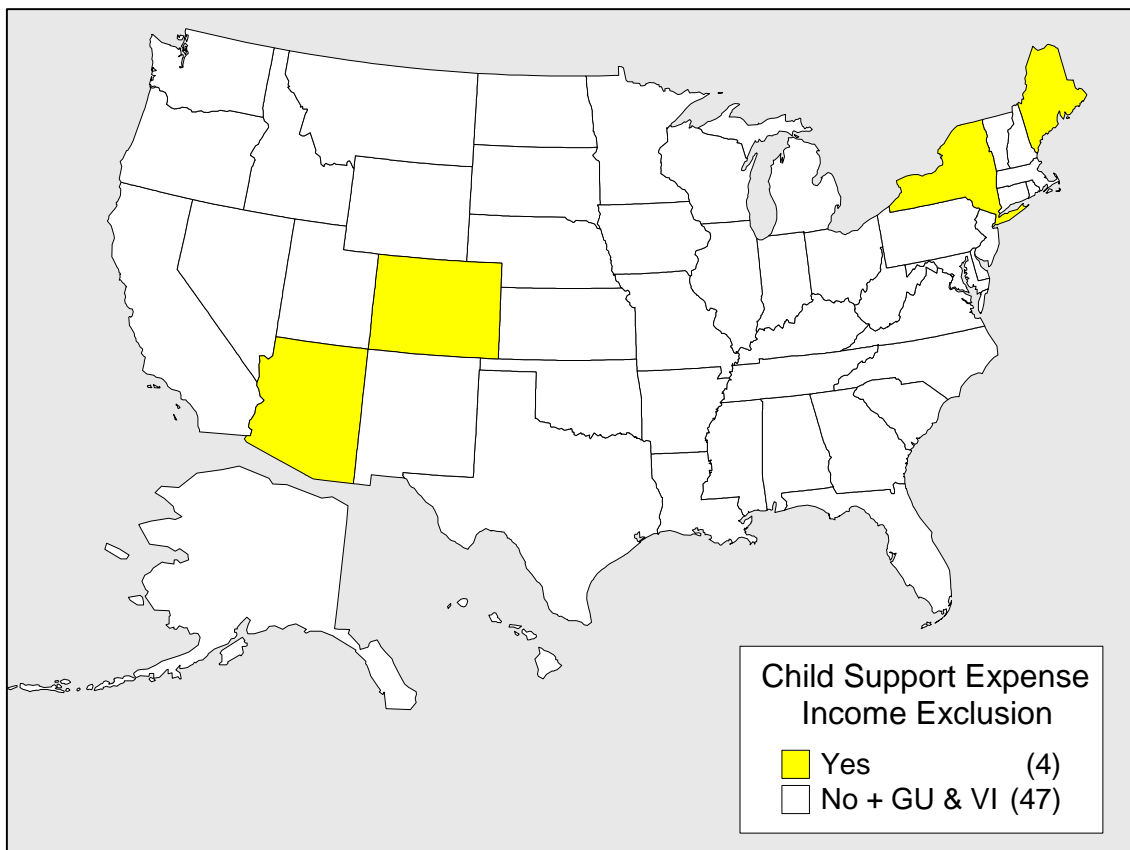 Child Support Expense
Income Exclusion
Yes (4)
No + GU & VI (47)